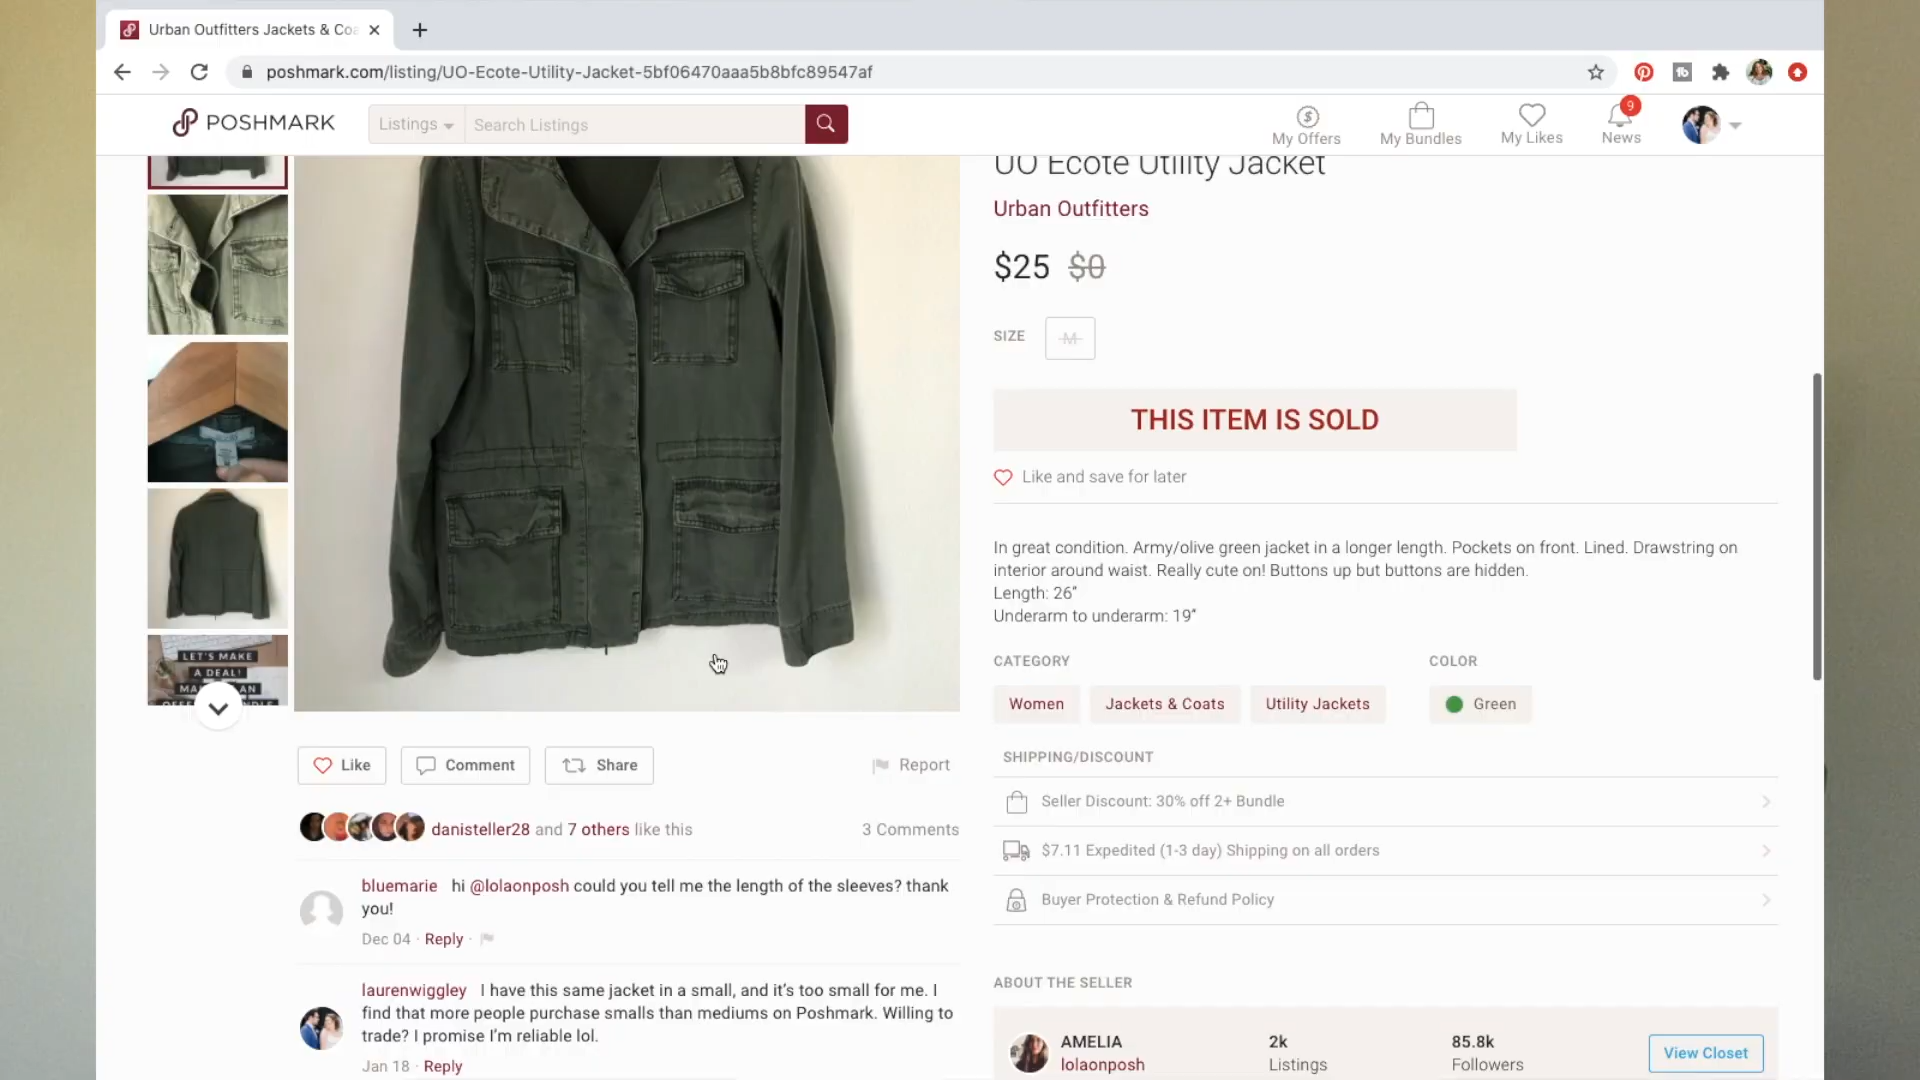 Urban Outfitters Jackets & Coa
poshmark.com/listing/UO-Ecote-Utility-Jacket-5bf06470aaa5b8bfc89547af
POSHMARK
Listings
Search Listings
My Offers
My Bundles
My Likes
9
News
UO Ecote Utility Jacket
Urban Outfitters
$25 $0
SIZE
M
THIS ITEM IS SOLD
Like and save for later
In great condition. Army/olive green jacket in a longer length. Pockets on front. Lined. Drawstring on
interior around waist. Really cute on! Buttons up but buttons are hidden.
Length: 26”
Underarm to underarm: 19”
CATEGORY
Women
Jackets & Coats
Utility Jackets
COLOR
Green
LET'S MAKE
A DEAL!
SHIPPING/DISCOUNT
Seller Discount: 30% off 2+ Bundle
$7.11 Expedited (1-3 day) Shipping on all orders
Buyer Protection & Refund Policy
Like
Comment
Share
Report
danisteller28 and 7 others like this
3 Comments
bluemarie hi @lolaonposh could you tell me the length of the sleeves? thank
you!
Dec 04 · Reply ·
laurenwiggley I have this same jacket in a small, and it’s too small for me. I
find that more people purchase smalls than mediums on Poshmark. Willing to
trade? I promise I’m reliable lol.
Jan 18 · Reply
ABOUT THE SELLER
AMELIA
lolaonposh
2k
Listings
85.8k
Followers
View Closet